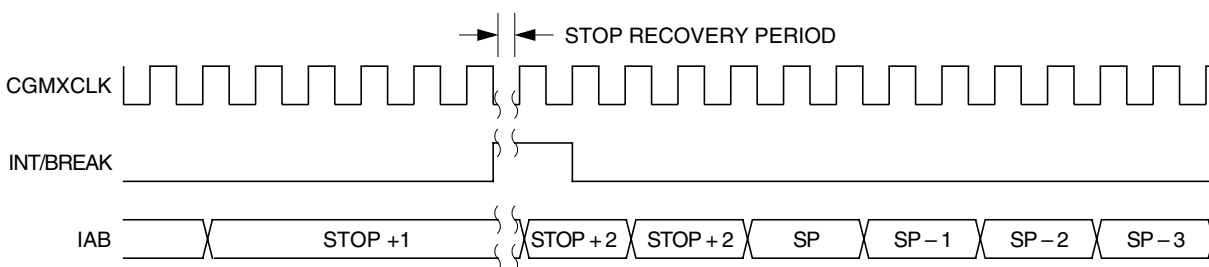 STOP RECOVERY PERIOD
CGMXCLK
INT/BREAK
IAB STOP +1 STOP + 2 STOP + 2 SP SP – 1 SP – 2 SP – 3